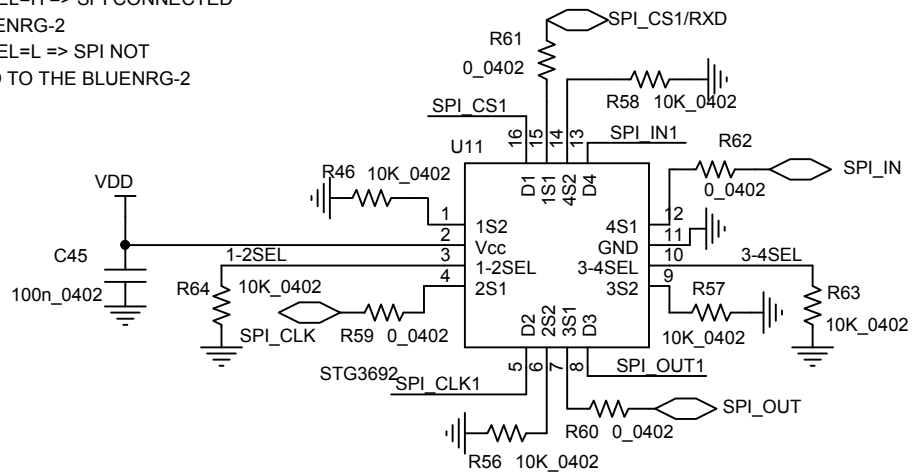 EL=H => SPI CONNECTED
ENRG-2
EL=L => SPI NOT
TO THE BLUENRG-2
SPI_CS1/RXD
R61
0_0402
R58 10K_0402
SPI_CS1
16
15
14
13
SPI_IN1
U11
R62
0_0402
SPI_IN
R46 10K_0402
D1
1S1
4S2
D4
VDD
1
1S2
4S1
12
2
Vcc
GND
11
C45
100n_0402
1-2SEL
3
1-2SEL
3-4SEL
10
3-4SEL
4
2S1
3S2
9
R64 10K_0402
R57
10K_0402
R63
10K_0402
SPI_CLK
R59 0_0402
D2
2S2
3S1
D3
STG3692
SPI_CLK1
5
6
7
8
SPI_OUT1
SPI_OUT
R60 0_0402
R56 10K_0402